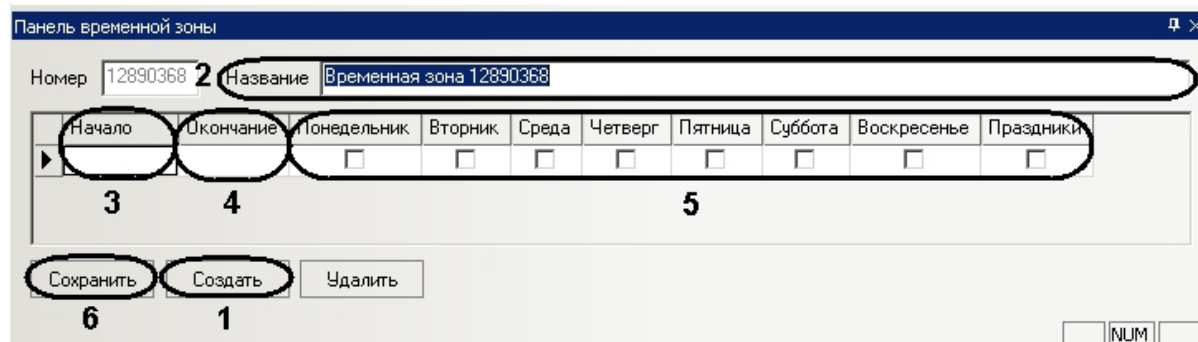 Панель временной зоны
Номер 12890368 2 Название Временная зона 12890368
Начало Окончание Понедельник Вторник Среда Четверг Пятница Суббота Воскресенье Праздники
3 4 5
Сохранить Создать Удалить
6 1
NUM